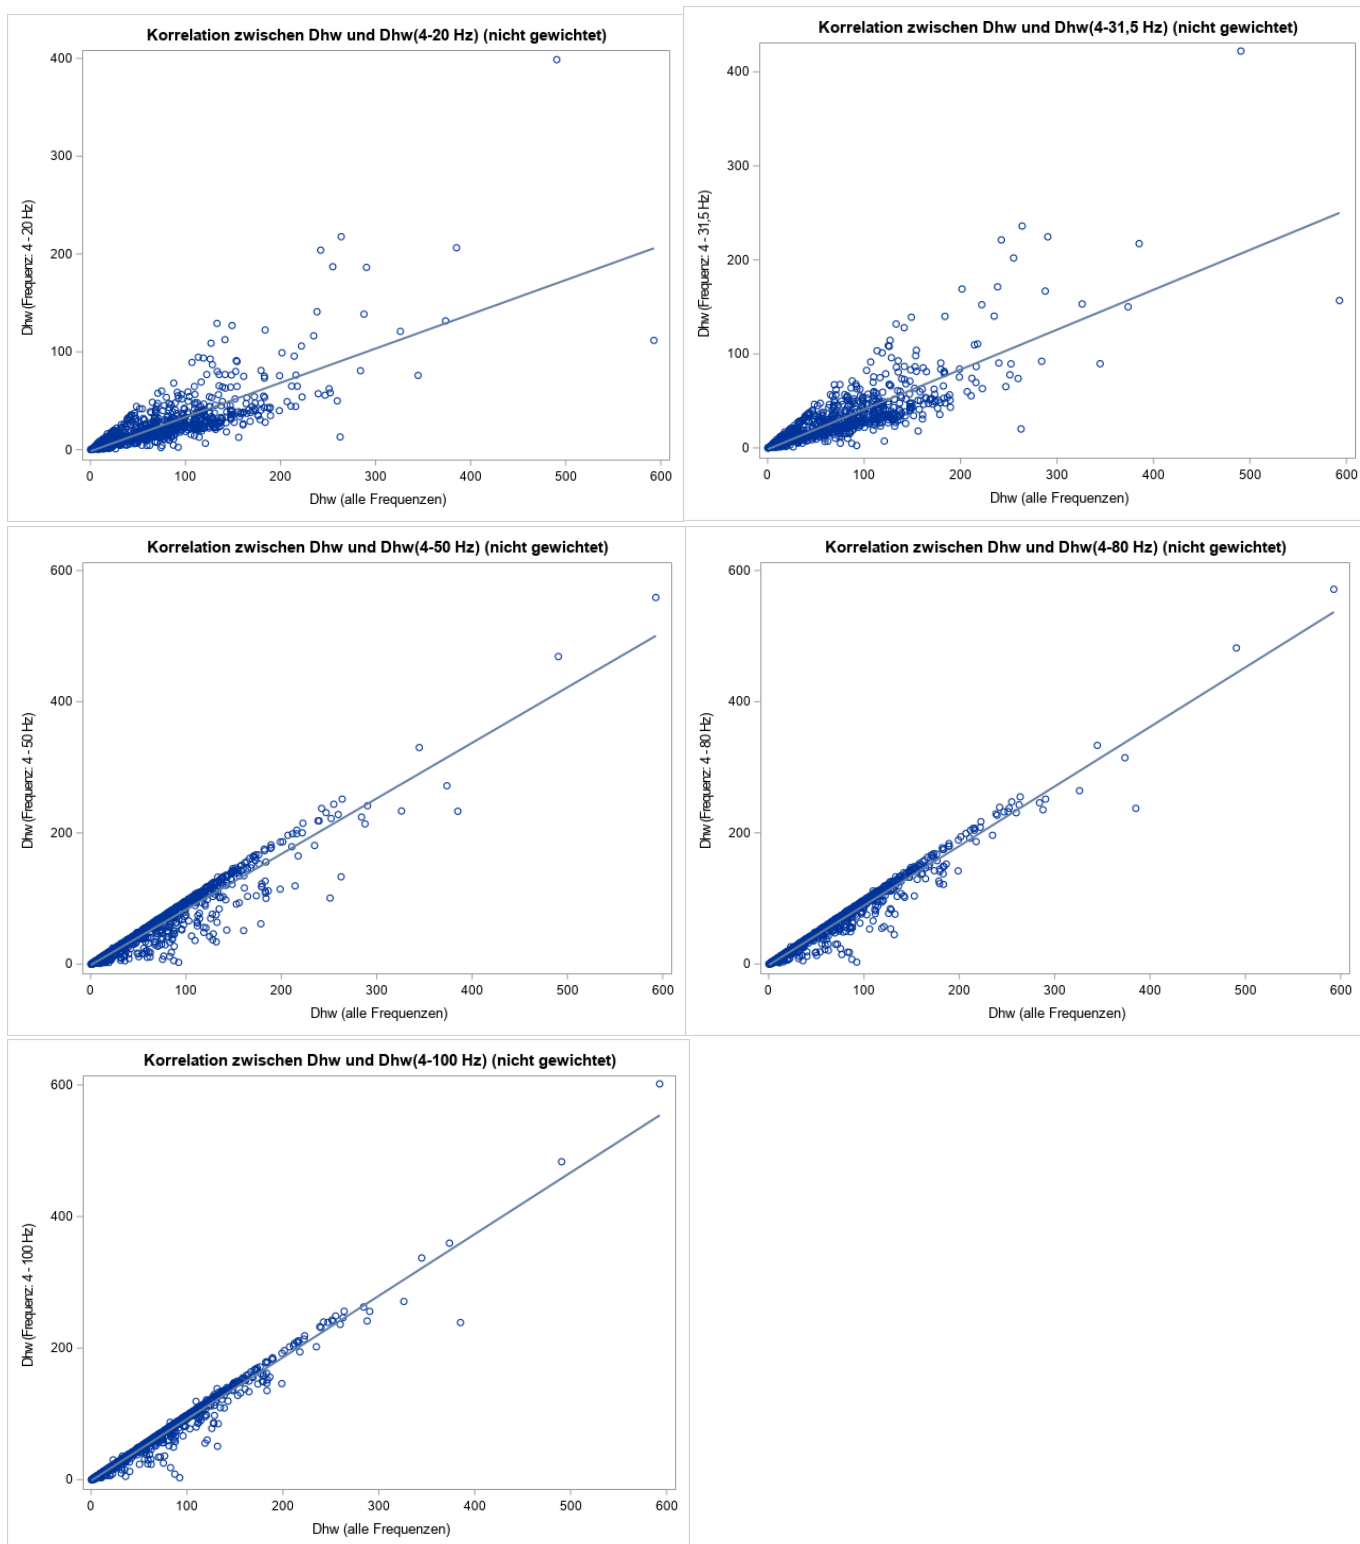 Korrelation zwischen Dhw und Dhw(4-20 Hz) (nicht gewichtet)
400
300
200
100
0
Dhw (Frequenz: 4 - 20 Hz)
0 100 200 300 400 500 600
Dhw (alle Frequenzen)
Korrelation zwischen Dhw und Dhw(4-31,5 Hz) (nicht gewichtet)
400
300
200
100
0
Dhw (Frequenz: 4 - 31,5 Hz)
0 100 200 300 400 500 600
Dhw (alle Frequenzen)
Korrelation zwischen Dhw und Dhw(4-50 Hz) (nicht gewichtet)
600
400
200
0
Dhw (Frequenz: 4 - 50 Hz)
0 100 200 300 400 500 600
Dhw (alle Frequenzen)
Korrelation zwischen Dhw und Dhw(4-80 Hz) (nicht gewichtet)
600
400
200
0
Dhw (Frequenz: 4 - 80 Hz)
0 100 200 300 400 500 600
Dhw (alle Frequenzen)
Korrelation zwischen Dhw und Dhw(4-100 Hz) (nicht gewichtet)
600
400
200
0
Dhw (Frequenz: 4 - 100 Hz)
0 100 200 300 400 500 600
Dhw (alle Frequenzen)